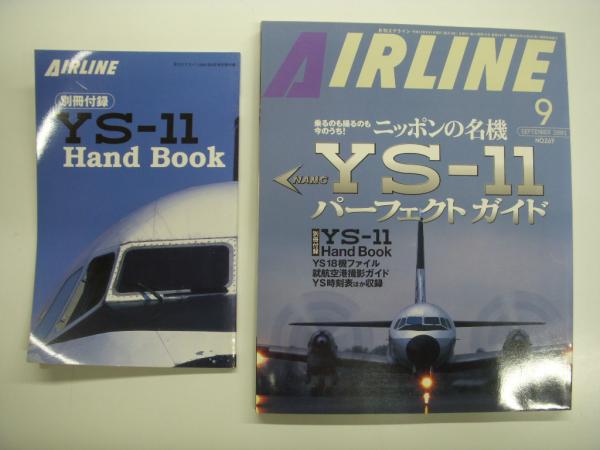 AIRLINE
別冊付録
YS-11
Hand Book
AIRLINE
乗るのも撮るのも
今のうち!
ニッポンの名機
9
SEPTEMBER 2001
NO.267
NAMC
YS-11
パーフェクトガイド
別冊付録
YS-11
Hand Book
YS18機ファイル
就航空港撮影ガイド
YS時刻表ほか収録